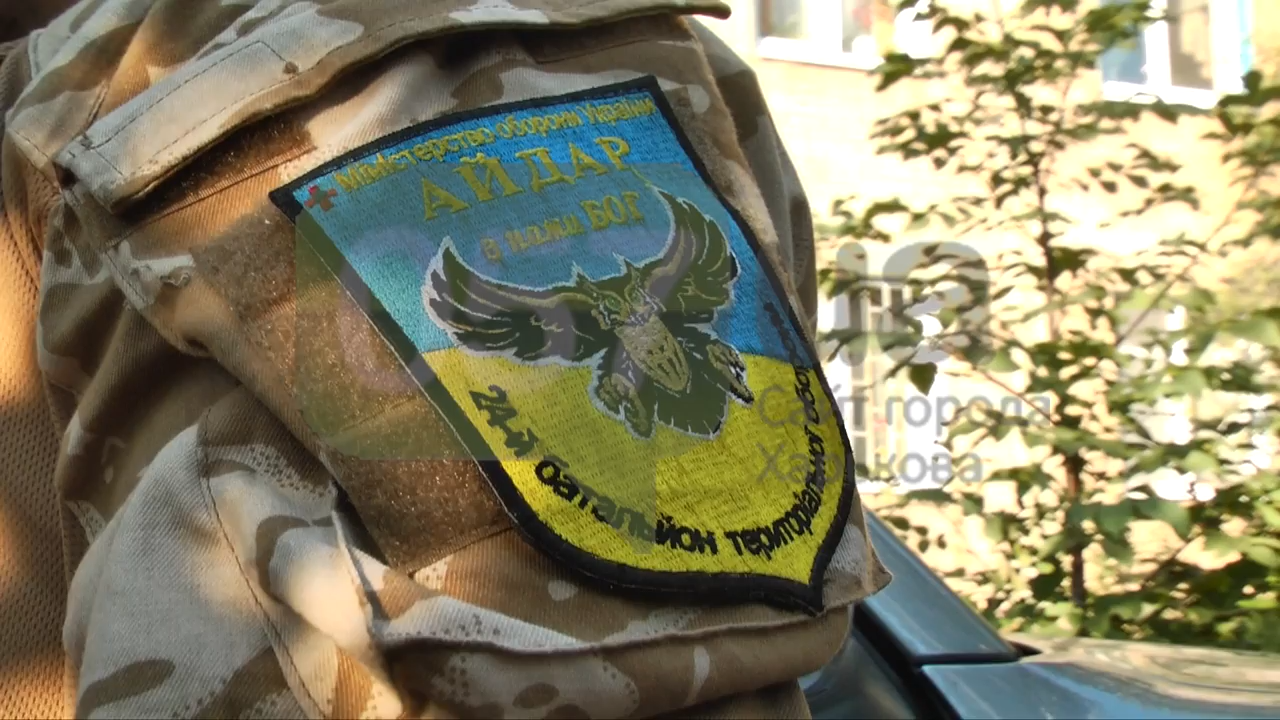 Міністерство оборони України
АЙДАР
з нами БОГ
24-й батальйон територіальної оборони
Сайт города
Харькова